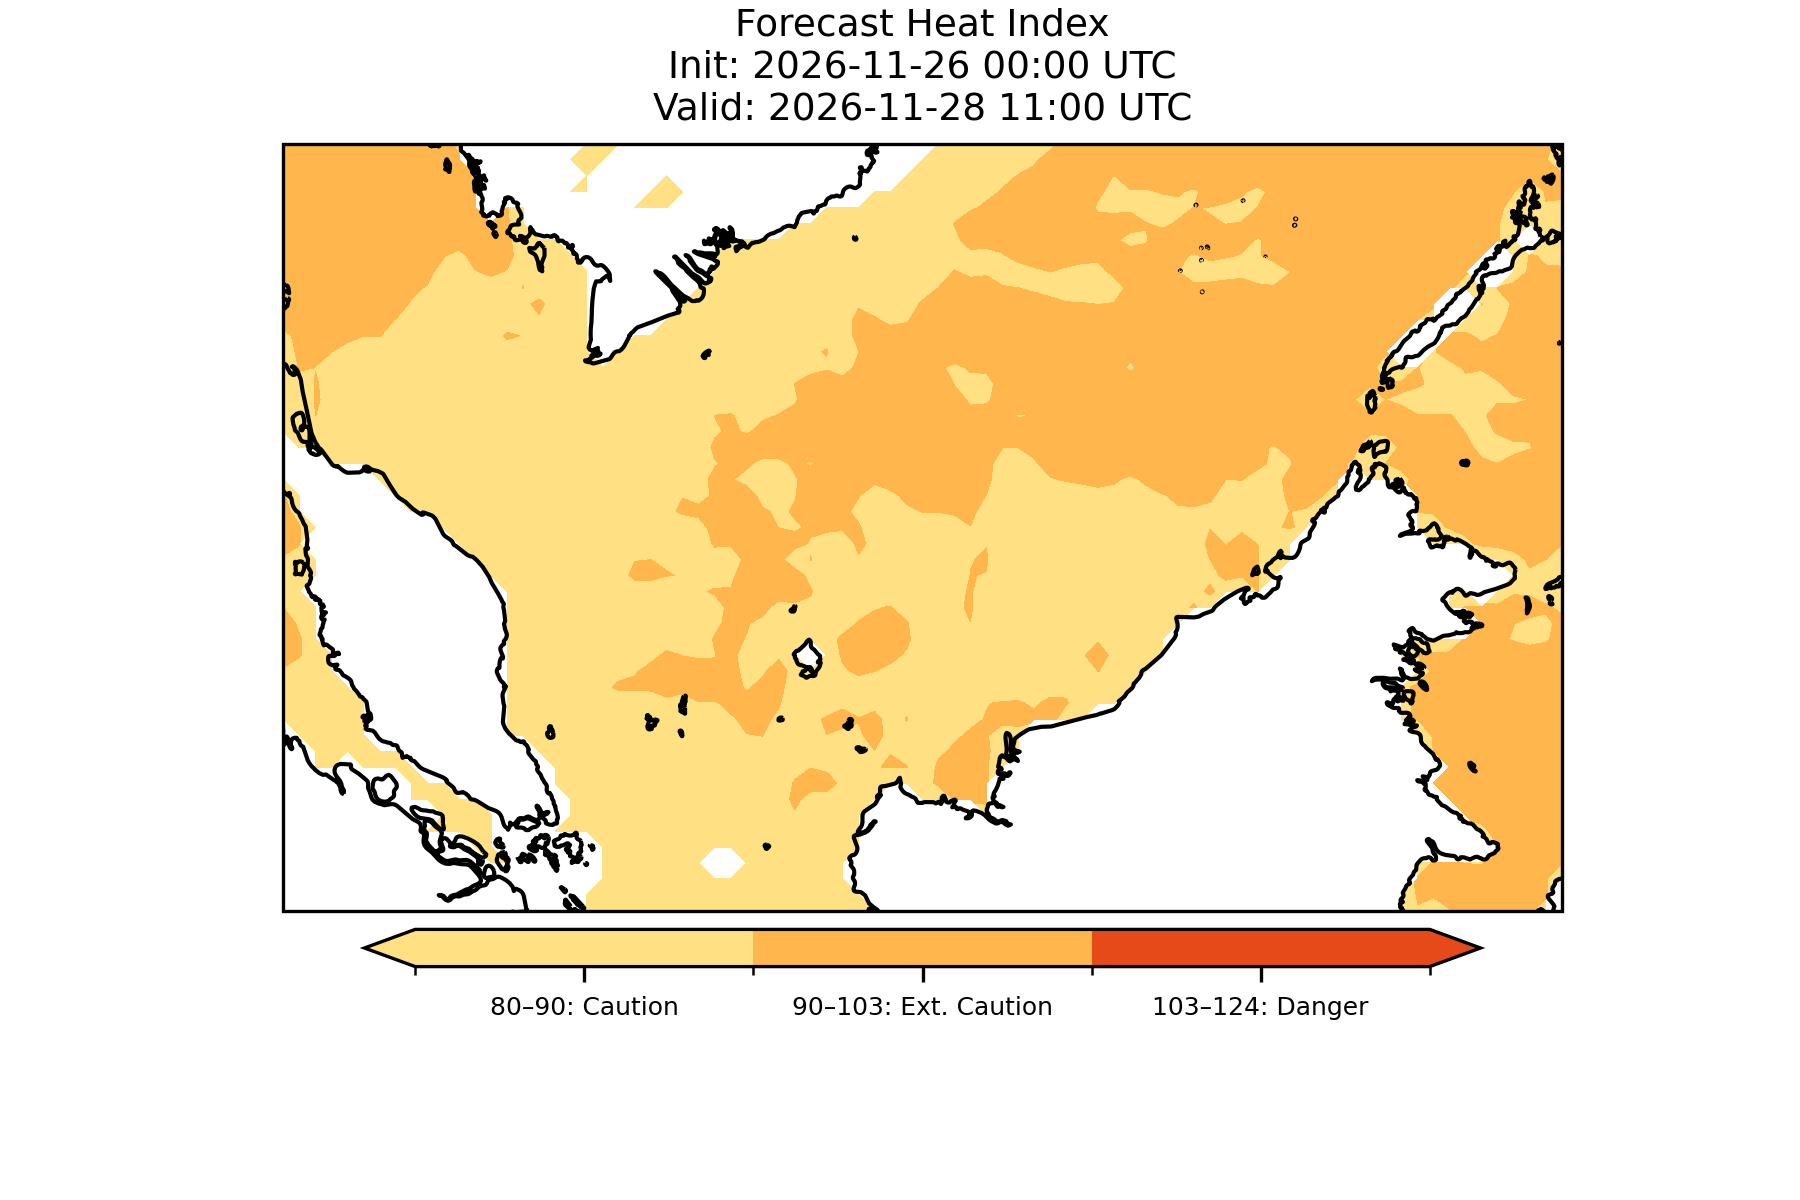 Forecast Heat Index
Init: 2026-11-26 00:00 UTC
Valid: 2026-11-28 11:00 UTC
80–90: Caution
90–103: Ext. Caution
103–124: Danger